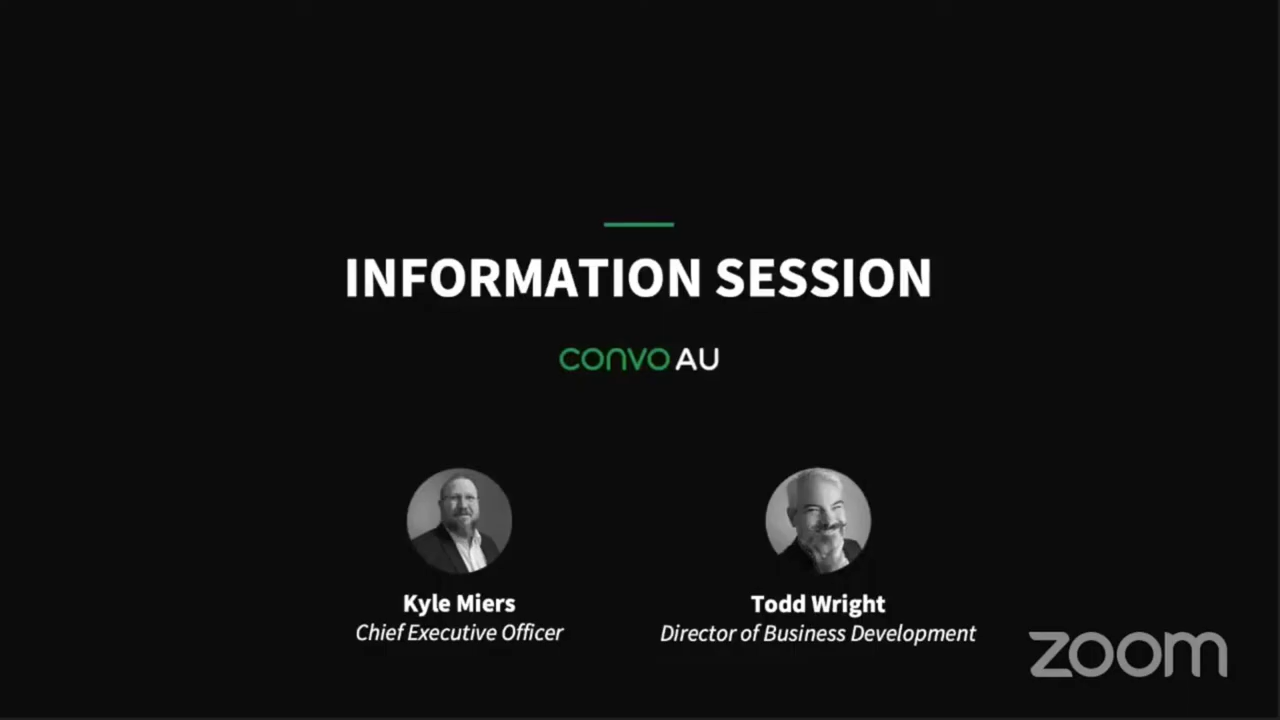 INFORMATION SESSION
convo AU
Kyle Miers
Chief Executive Officer
Todd Wright
Director of Business Development
zoom